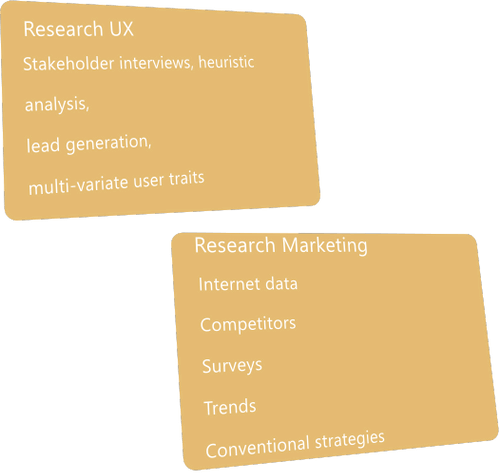 Research UX
Stakeholder interviews, heuristic
analysis,
lead generation,
multi-variate user traits
Research Marketing
Internet data
Competitors
Surveys
Trends
Conventional strategies